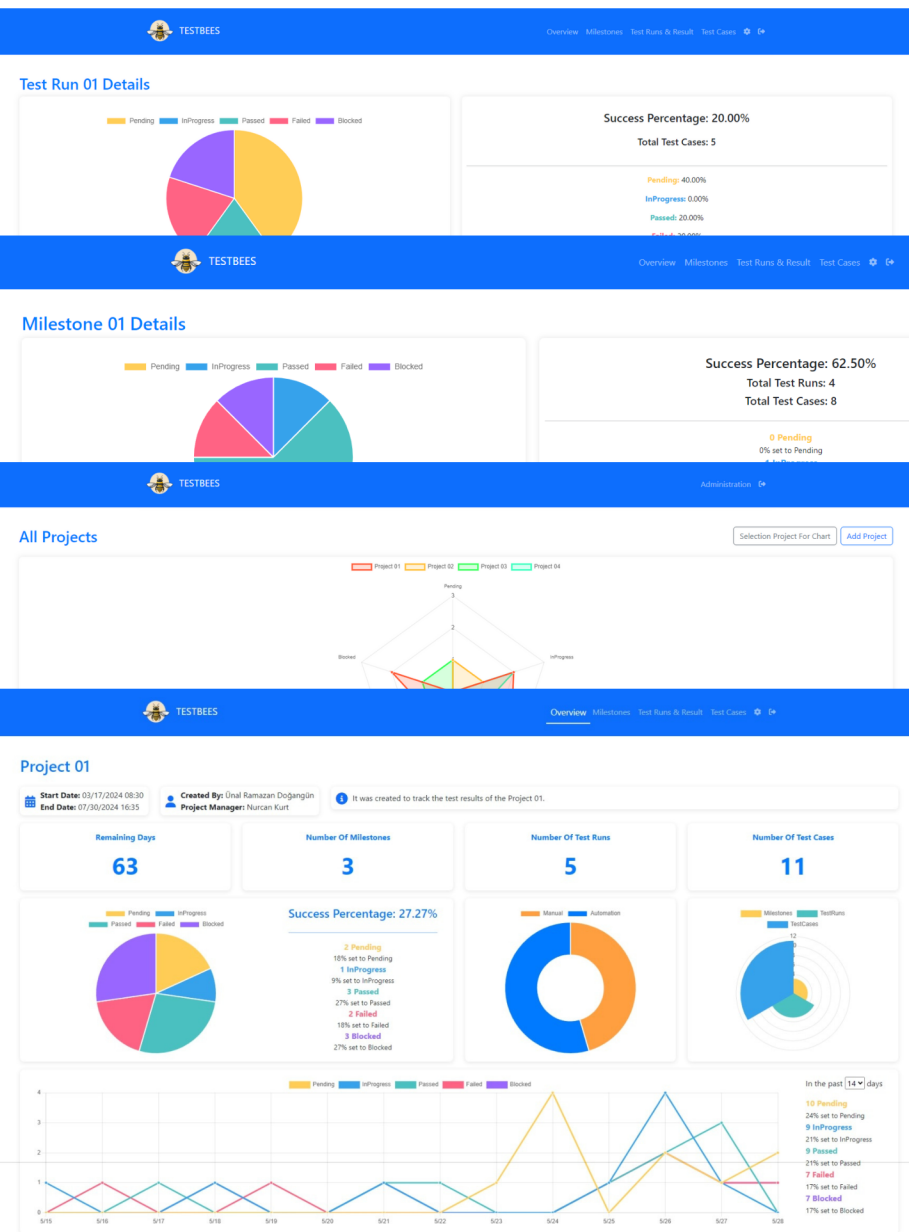 TESTBEES
Overview Milestones Test Runs & Result Test Cases
Test Run 01 Details
Pending InProgress Passed Failed Blocked
Success Percentage: 20.00%
Total Test Cases: 5
Pending: 40.00%
InProgress: 0.00%
Passed: 20.00%
Failed: 20.00%
TESTBEES
Overview Milestones Test Runs & Result Test Cases
Milestone 01 Details
Pending InProgress Passed Failed Blocked
Success Percentage: 62.50%
Total Test Runs: 4
Total Test Cases: 8
0 Pending
0% set to Pending
1 InProgress
TESTBEES
Administration
All Projects
Selection Project For Chart Add Project
Project 01 Project 02 Project 03 Project 04
Pending
3
2
Blocked
InProgress
TESTBEES
Overview Milestones Test Runs & Result Test Cases
Project 01
Start Date: 03/17/2024 08:30
End Date: 07/30/2024 16:35
Created By: Ünal Ramazan Doğangün
Project Manager: Nurcan Kurt
It was created to track the test results of the Project 01.
Remaining Days
63
Number Of Milestones
3
Number Of Test Runs
5
Number Of Test Cases
11
Pending InProgress
Passed Failed Blocked
Success Percentage: 27.27%
2 Pending
18% set to Pending
1 InProgress
9% set to InProgress
3 Passed
27% set to Passed
2 Failed
18% set to Failed
3 Blocked
27% set to Blocked
Manual Automation
Milestones TestRuns
TestCases
12
Pending InProgress Passed Failed Blocked
4
3
2
1
0
5/15 5/16 5/17 5/18 5/19 5/20 5/21 5/22 5/23 5/24 5/25 5/26 5/27 5/28
In the past 14 days
10 Pending
24% set to Pending
9 InProgress
21% set to InProgress
9 Passed
21% set to Passed
7 Failed
17% set to Failed
7 Blocked
17% set to Blocked